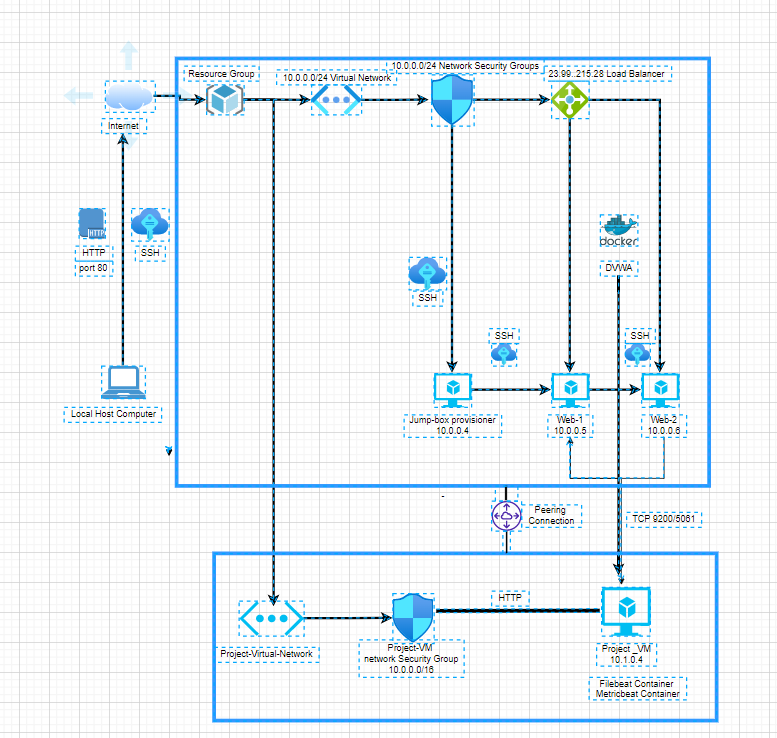 10.0.0.0/24 Network Security Groups
Resource Group
10.0.0.0/24 Virtual Network
23.99..215.28 Load Balancer
Internet
HTTP
docker
HTTP
port 80
SSH
DVWA
SSH
SSH
SSH
Local Host Computer
Jump-box provisioner
10.0.0.4
Web-1
10.0.0.5
Web-2
10.0.0.6
Peering
Connection
TCP 9200/5061
HTTP
Project-Virtual-Network
Project-VM
network Security Group
10.0.0.0/16
Project _VM
10.1.0.4
Filebeat Container
Metricbeat Container